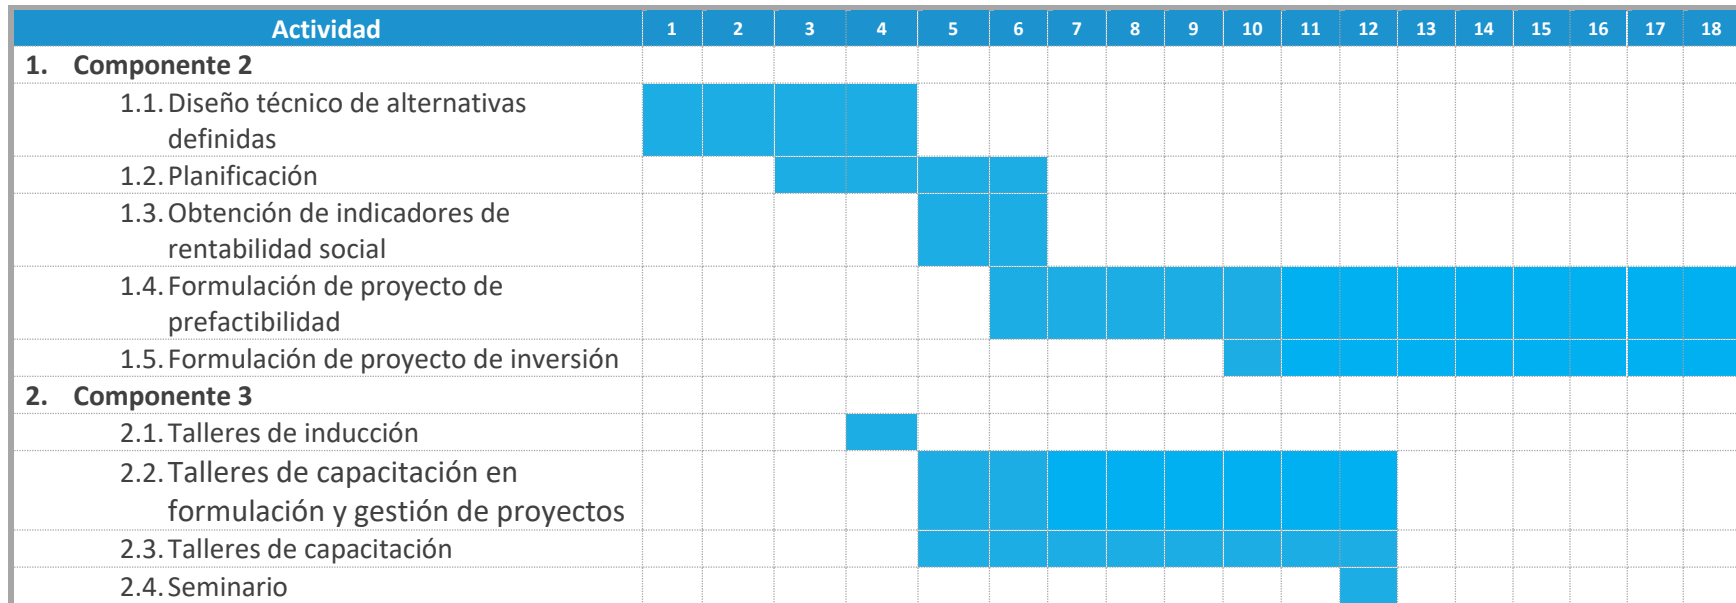 Actividad 1 2 3 4 5 6 7 8 9 10 11 12 13 14 15 16 17 18
1. Componente 2
1.1. Diseño técnico de alternativas
definidas
1.2. Planificación
1.3. Obtención de indicadores de
rentabilidad social
1.4. Formulación de proyecto de
prefactibilidad
1.5. Formulación de proyecto de inversión
2. Componente 3
2.1. Talleres de inducción
2.2. Talleres de capacitación en
formulación y gestión de proyectos
2.3. Talleres de capacitación
2.4. Seminario